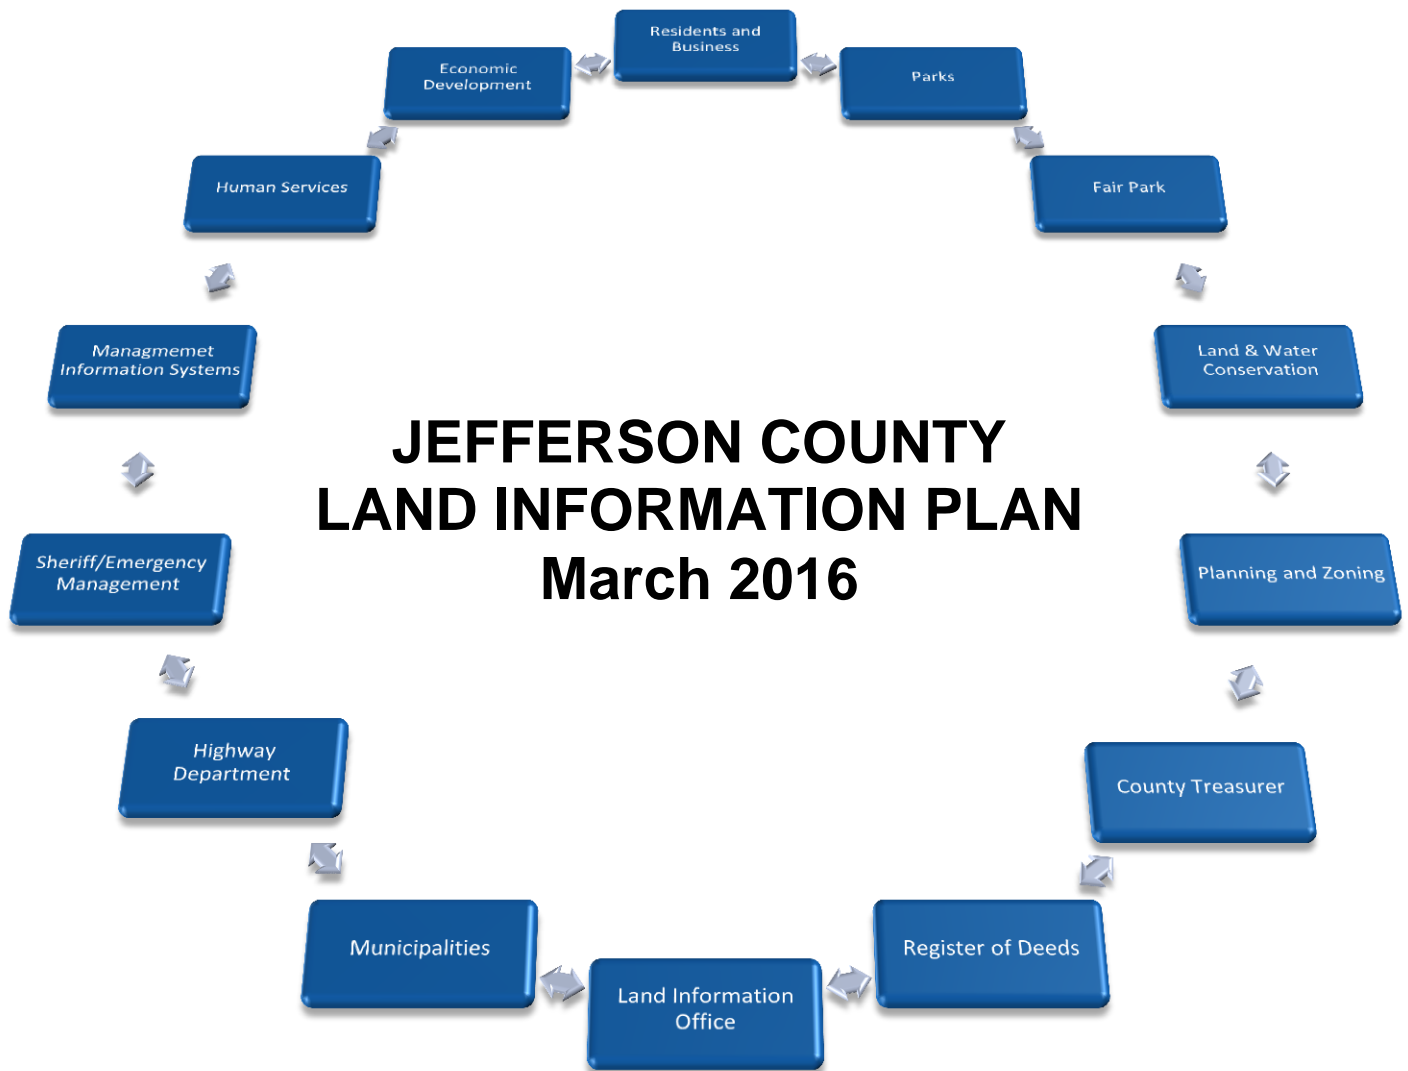 Residents and
Business
Economic
Development
Parks
Human Services
Fair Park
Managmemet
Information Systems
Land & Water
Conservation
JEFFERSON COUNTY
LAND INFORMATION PLAN
March 2016
Sheriff/Emergency
Management
Planning and Zoning
Highway
Department
County Treasurer
Municipalities
Register of Deeds
Land Information
Office